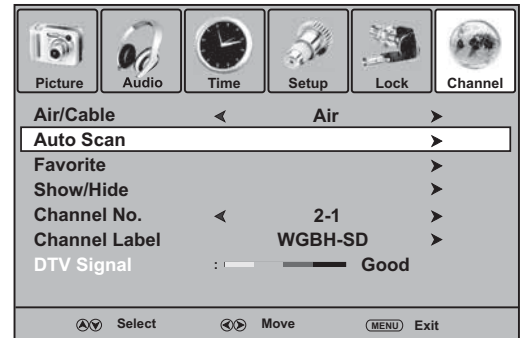 Picture Audio Time Setup Lock Channel
Air/Cable Air
Auto Scan
Favorite
Show/Hide
Channel No. 2-1
Channel Label WGBH-SD
DTV Signal : Good
Select Move MENU Exit